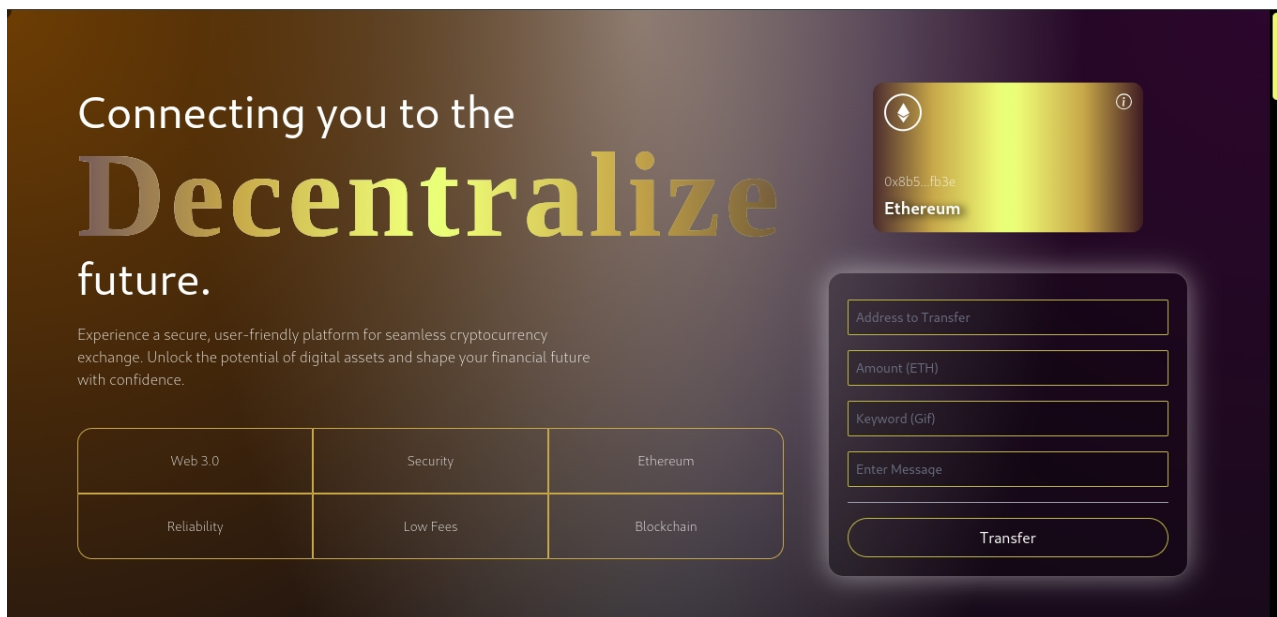 Connecting you to the
Decentralize
future.
Experience a secure, user-friendly platform for seamless cryptocurrency
exchange. Unlock the potential of digital assets and shape your financial future
with confidence.
Web 3.0
Security
Ethereum
Reliability
Low Fees
Blockchain
i
0x8b5...fb3e
Ethereum
Address to Transfer
Amount (ETH)
Keyword (Gif)
Enter Message
Transfer